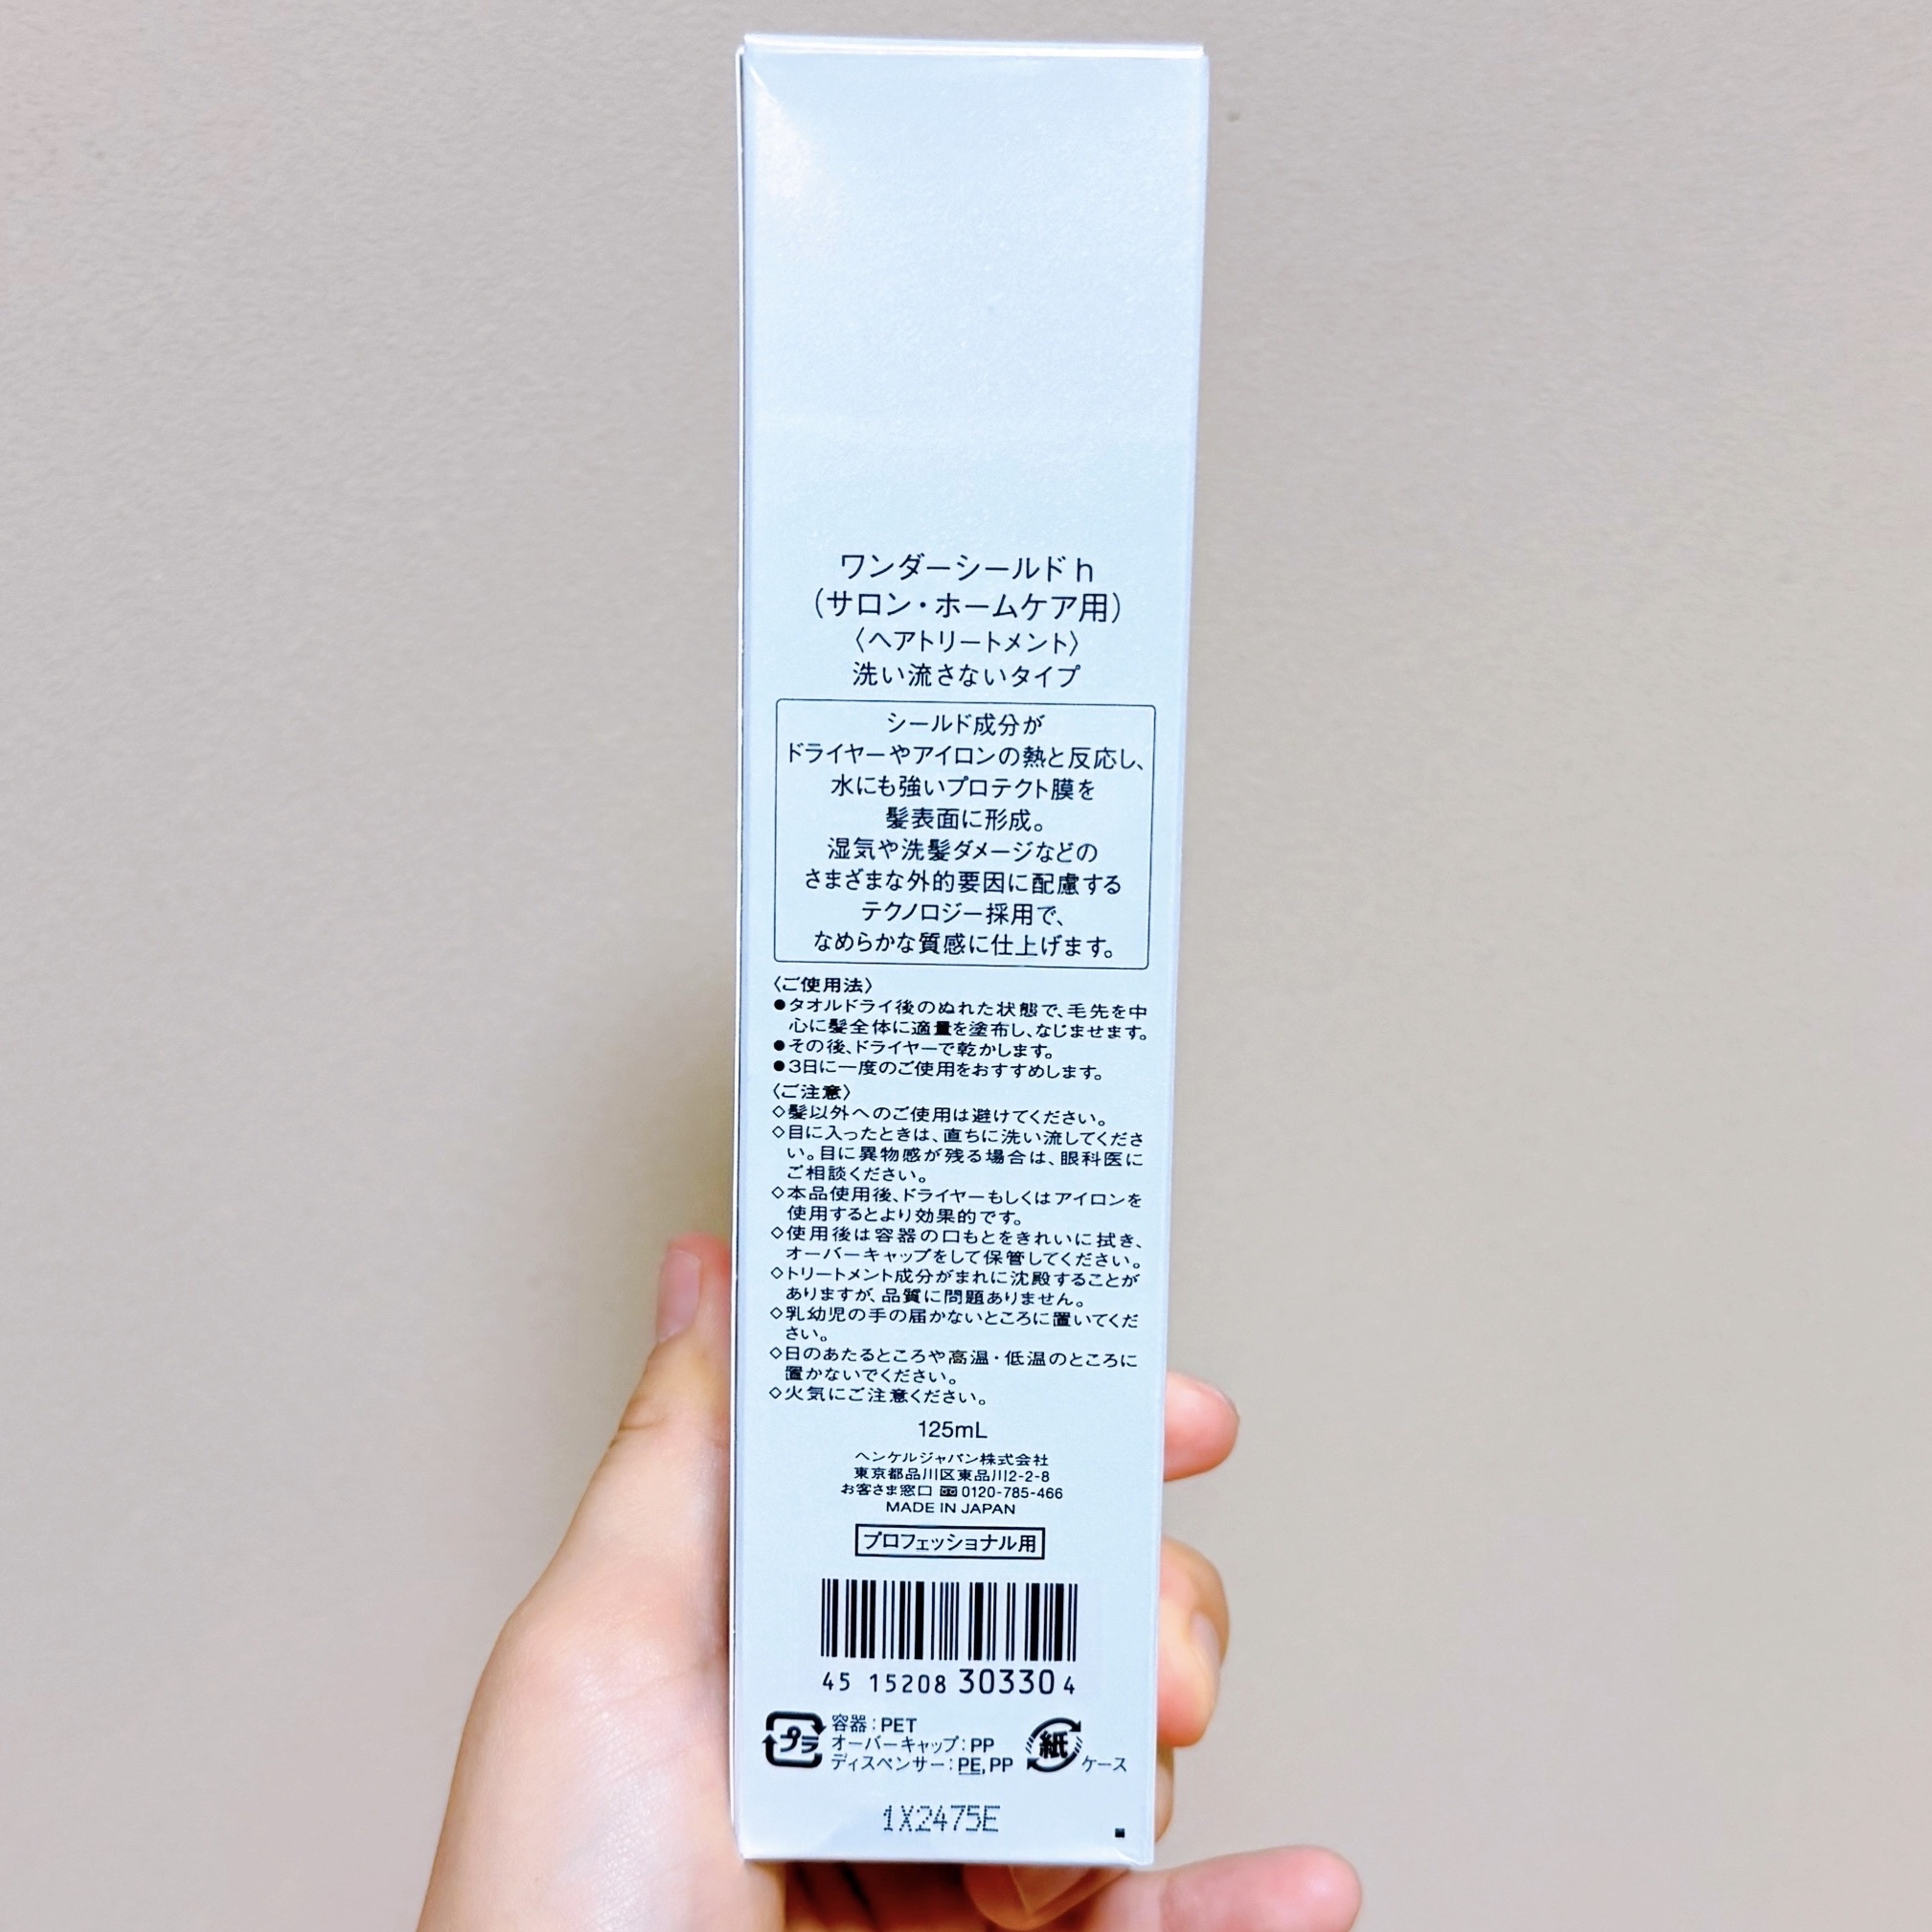 ワンダーシールド h
(サロン・ホームケア用)
〈ヘアトリートメント〉
洗い流さないタイプ
シールド成分が
ドライヤーやアイロンの熱と反応し、
水にも強いプロテクト膜を
髪表面に形成。
湿気や洗髪ダメージなどの
さまざまな外的要因に配慮する
テクノロジー採用で、
なめらかな質感に仕上げます。
〈ご使用法〉
●タオルドライ後のぬれた状態で、毛先を中
心に髪全体に適量を塗布し、なじませます。
●その後、ドライヤーで乾かします。
●3日に一度のご使用をおすすめします。
〈ご注意〉
◇髪以外へのご使用は避けてください。
◇目に入ったときは、直ちに洗い流してくださ
い。目に異物感が残る場合は、眼科医に
ご相談ください。
◇本品使用後、ドライヤーもしくはアイロンを
使用するとより効果的です。
◇使用後は容器の口もとをきれいに拭き、
オーバーキャップをして保管してください。
◇トリートメント成分がまれに沈殿することが
ありますが、品質に問題ありません。
◇乳幼児の手の届かないところに置いてくだ
さい。
◇日のあたるところや高温・低温のところに
置かないでください。
◇火気にご注意ください。
125mL
ヘンケルジャパン株式会社
東京都品川区東品川2-2-8
お客さま窓口 0120-785-466
MADE IN JAPAN
プロフェッショナル用
45 15208 30330 4
プラ
容器:PET
オーバーキャップ:PP
ディスペンサー:PE,PP
紙
ケース
1X2475E